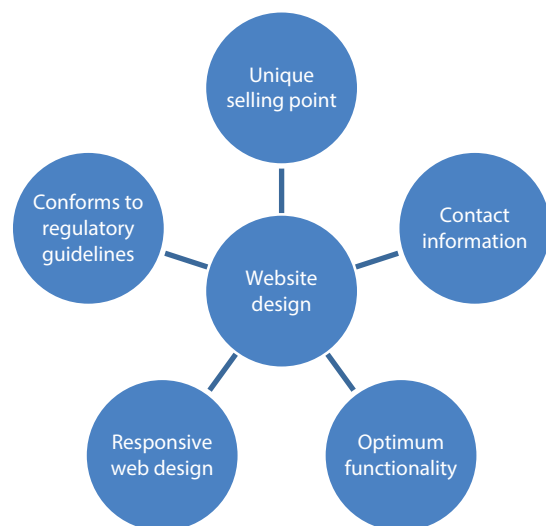 Unique
selling point
Conforms to
regulatory
guidelines
Contact
information
Website
design
Responsive
web design
Optimum
functionality